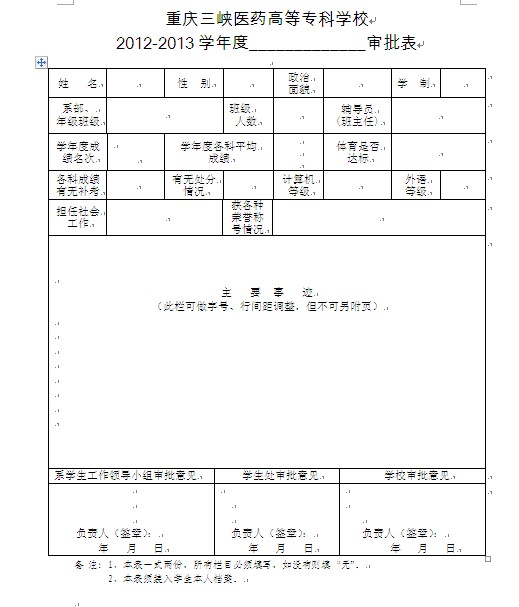 重庆三峡医药高等专科学校
2012-2013 学年度_____________审批表
姓 名 性 别 政治面貌 学 制
系部、年级班级 班级人数 辅导员(班主任)
学年度成绩名次 学年度各科平均成绩 体育是否达标
各科成绩有无补考 有无处分情况 计算机等级 外语等级
担任社会工作 获各种荣誉称号情况
主 要 事 迹
(此栏可做字号、行间距调整，但不可另附页)
系学生工作领导小组审批意见 学生处审批意见 学校审批意见
负责人(签章)： 负责人(签章)： 负责人(签章)：
年 月 日 年 月 日 年 月 日
备 注: 1、本表一式两份，所有栏目必须填写，如没有则填“无”.
2、本表须装入学生本人档案.